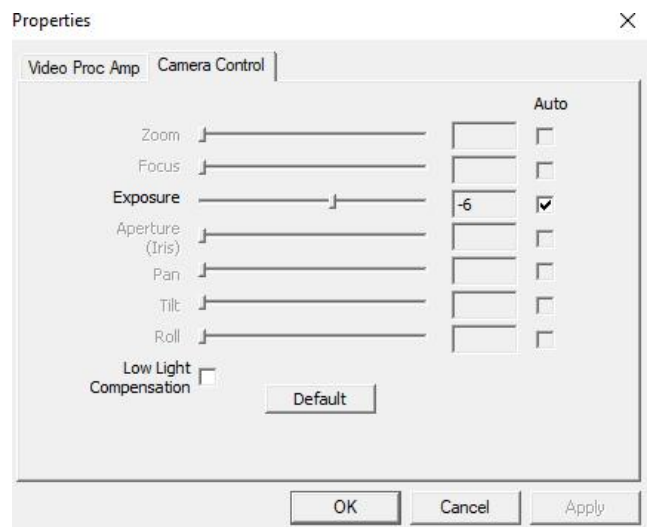 Properties
Video Proc Amp
Camera Control
Auto
Zoom
Focus
Exposure
-6
Aperture
(Iris)
Pan
Tilt
Roll
Low Light
Compensation
Default
OK
Cancel
Apply